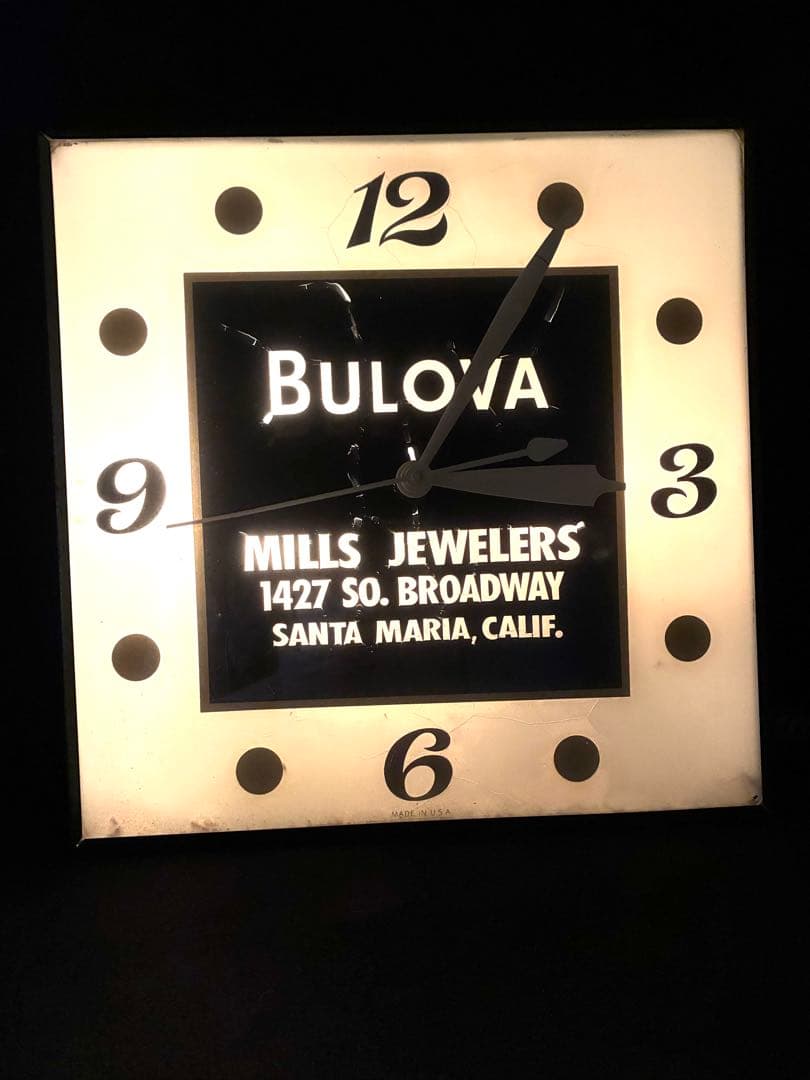 12
BULOVA
9
3
MILLS JEWELERS
1427 SO. BROADWAY
SANTA MARIA, CALIF.
6
MADE IN U.S.A.